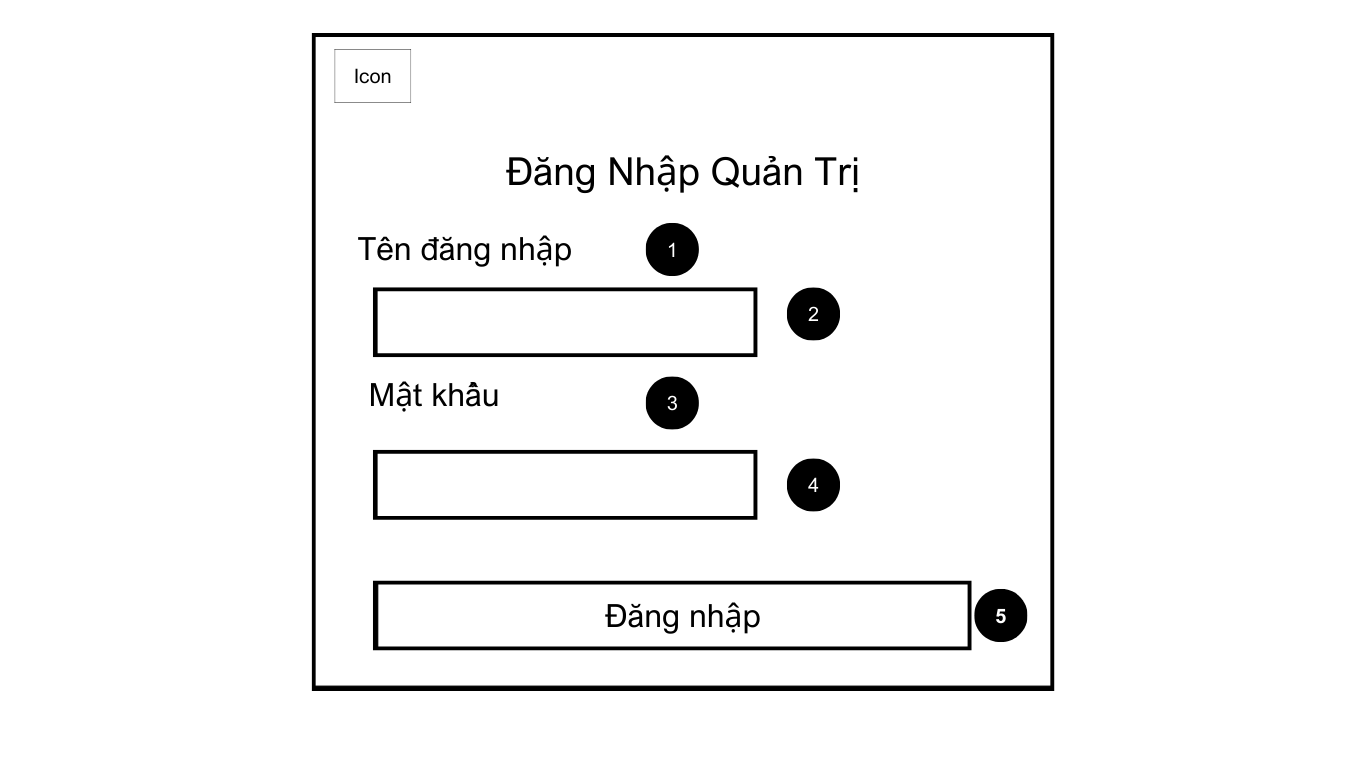 Icon
Đăng Nhập Quản Trị
Tên đăng nhập
1
2
Mật khẩu
3
4
Đăng nhập
5